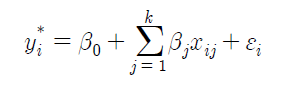 y_i^* = β_0 + ∑_{j=1}^{k} β_j x_{ij} + ε_i